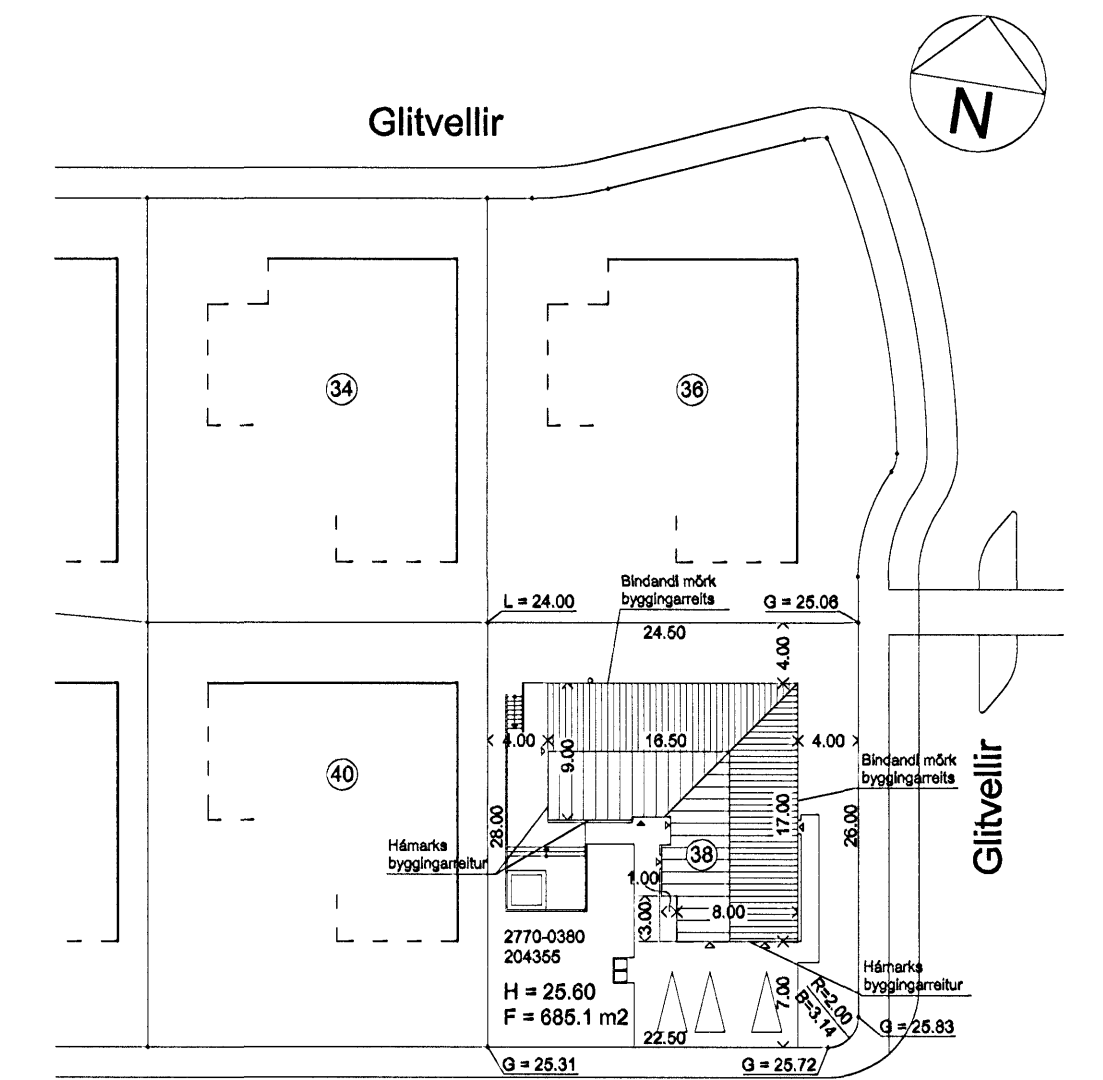 N
Glitvellir
34
36
Bindandi mörk
byggingarreits
L = 24.00
G = 25.06
24.50
4.00
4.00
16.50
4.00
9.00
Bindandi mörk
byggingarreits
40
28.00
17.00
26.00
Glitvellir
Hámarks
byggingarreitur
38
1.00
3.00
8.00
2770-0380
204355
H = 25.60
F = 685.1 m2
Hámarks
byggingarreitur
7.00
R=2.00
B=3.14
22.50
G = 25.83
G = 25.31
G = 25.72